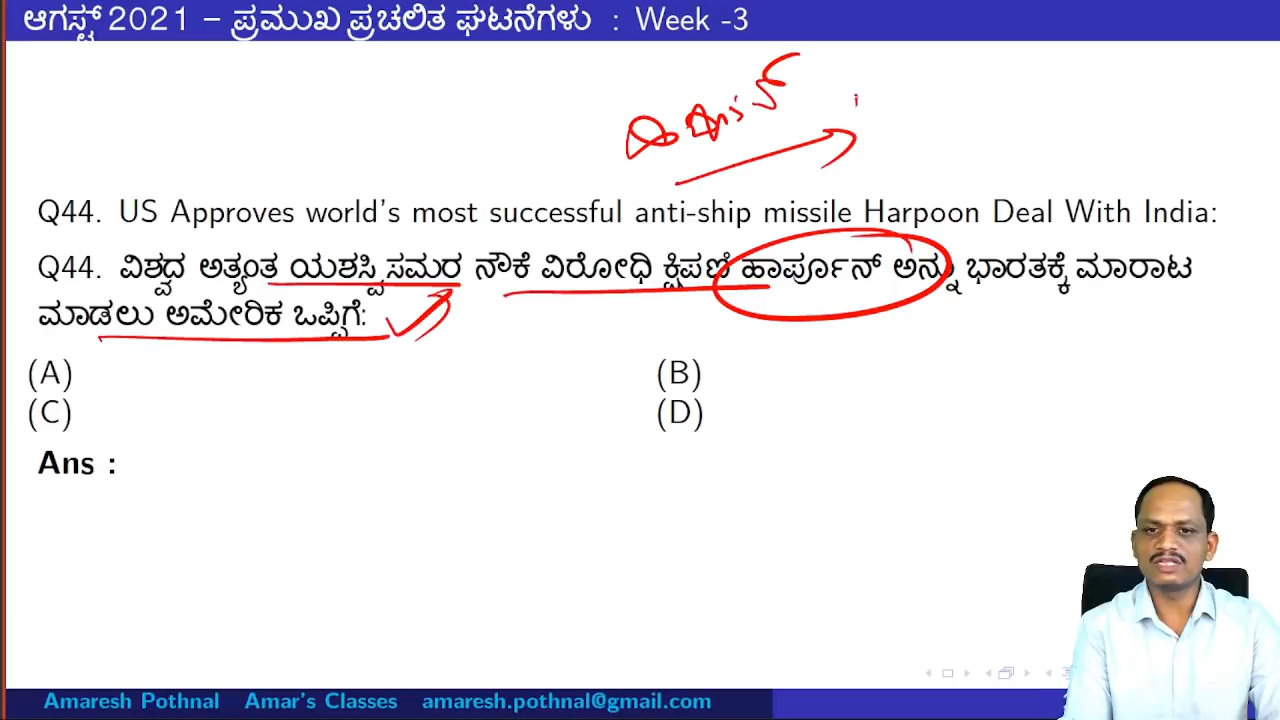 ಆಗಸ್ಟ್ 2021 – ಪ್ರಮುಖ ಪ್ರಚಲಿತ ಘಟನೆಗಳು : Week -3
Q44. US Approves world's most successful anti-ship missile Harpoon Deal With India:
Q44. ವಿಶ್ವದ ಅತ್ಯಂತ ಯಶಸ್ವಿ ಸಮರ ನೌಕೆ ವಿರೋಧಿ ಕ್ಷಿಪಣಿ ಹಾರ್ಪೂನ್ ಅನ್ನು ಭಾರತಕ್ಕೆ ಮಾರಾಟ
ಮಾಡಲು ಅಮೇರಿಕ ಒಪ್ಪಿಗೆ:
(A) (B)
(C) (D)
Ans :
Amaresh Pothnal Amar's Classes amaresh.pothnal@gmail.com